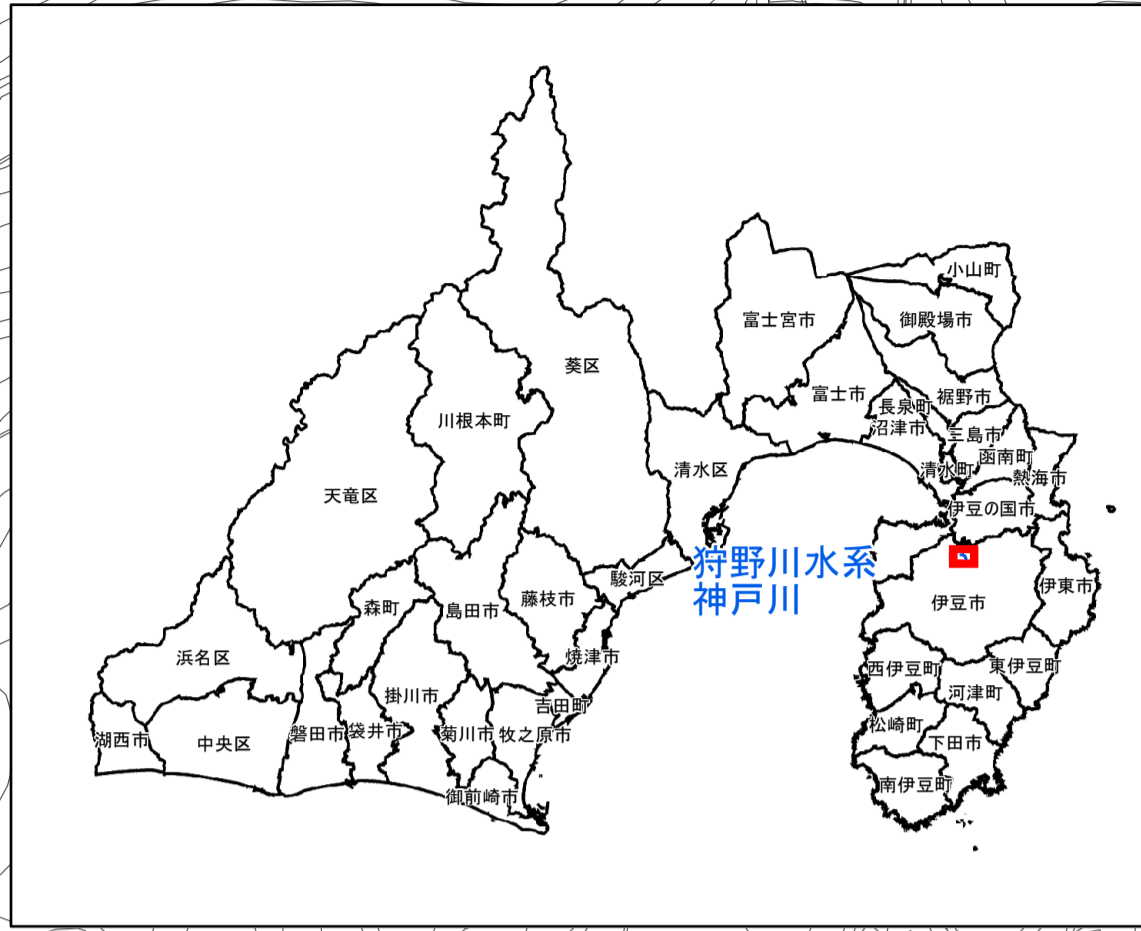 小山町
富士宮市
御殿場市
葵区
富士市
裾野市
長泉町
川根本町
沼津市
三島市
函南町
清水区
清水町
熱海市
天竜区
伊豆の国市
狩野川水系
神戸川
駿河区
伊東市
藤枝市
伊豆市
森町
島田市
浜名区
焼津市
西伊豆町
東伊豆町
掛川市
河津町
吉田町
松崎町
湖西市
中央区
磐田市
袋井市
菊川市
牧之原市
下田市
南伊豆町
御前崎市